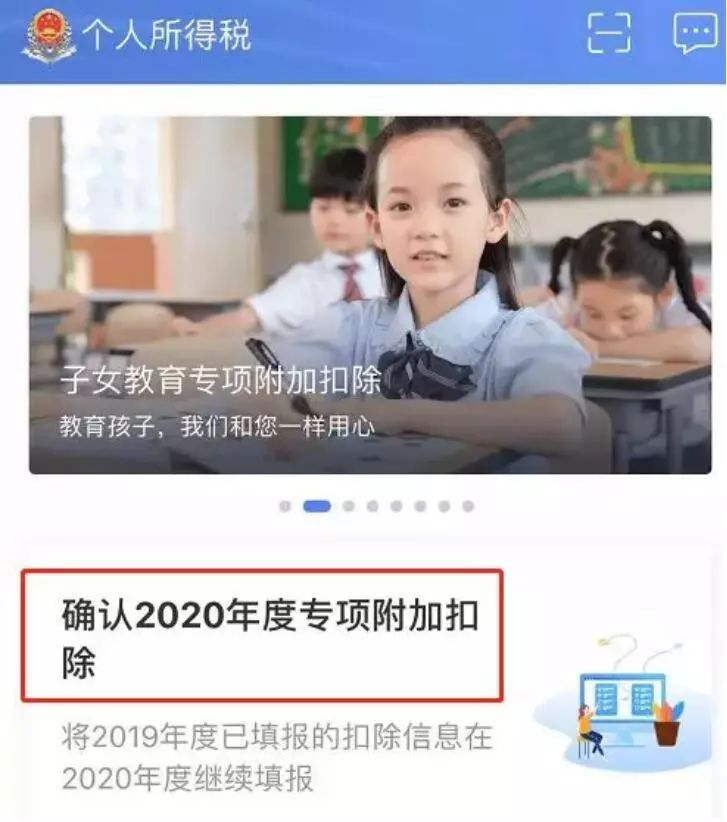 个人所得税
子女教育专项附加扣除
教育孩子，我们和您一样用心
确认2020年度专项附加扣
除
将2019年度已填报的扣除信息在
2020年度继续填报